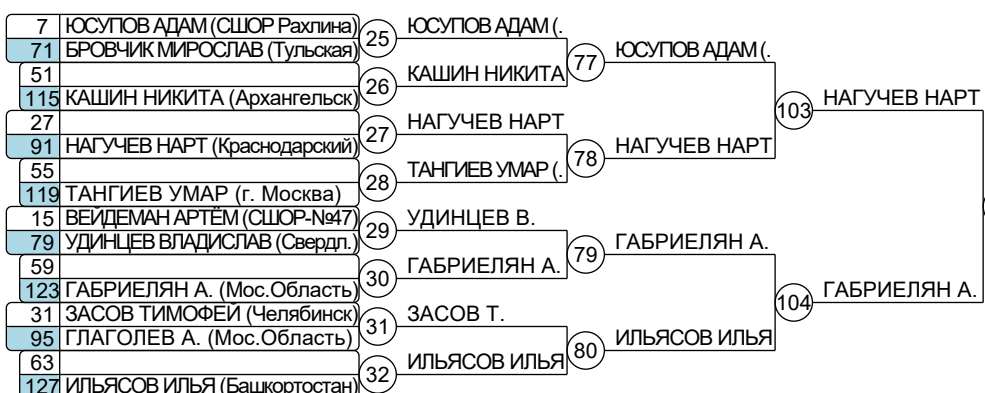 7 ЮСУПОВ АДАМ (СШОР Рахлина)
71 БРОВЧИК МИРОСЛАВ (Тульская)
25
ЮСУПОВ АДАМ (.
51
115 КАШИН НИКИТА (Архангельск)
26
КАШИН НИКИТА
77
ЮСУПОВ АДАМ (.
27
91 НАГУЧЕВ НАРТ (Краснодарский)
27
НАГУЧЕВ НАРТ
55
119 ТАНГИЕВ УМАР (г. Москва)
28
ТАНГИЕВ УМАР (.
78
НАГУЧЕВ НАРТ
103
НАГУЧЕВ НАРТ
15 ВЕЙДЕМАН АРТЁМ (СШОР-№47)
79 УДИНЦЕВ ВЛАДИСЛАВ (Свердл.)
29
УДИНЦЕВ В.
59
123 ГАБРИЕЛЯН А. (Мос.Область)
30
ГАБРИЕЛЯН А.
79
ГАБРИЕЛЯН А.
31 ЗАСОВ ТИМОФЕЙ (Челябинск)
95 ГЛАГОЛЕВ А. (Мос.Область)
31
ЗАСОВ Т.
63
127 ИЛЬЯСОВ ИЛЬЯ (Башкортостан)
32
ИЛЬЯСОВ ИЛЬЯ
80
ИЛЬЯСОВ ИЛЬЯ
104
ГАБРИЕЛЯН А.